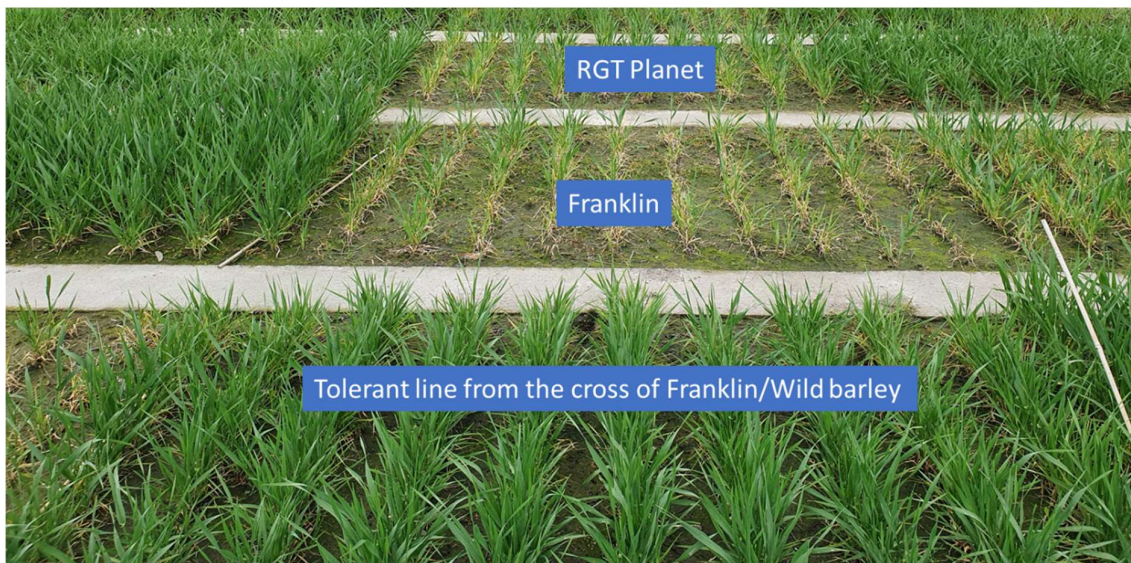 RGT Planet
Franklin
Tolerant line from the cross of Franklin/Wild barley